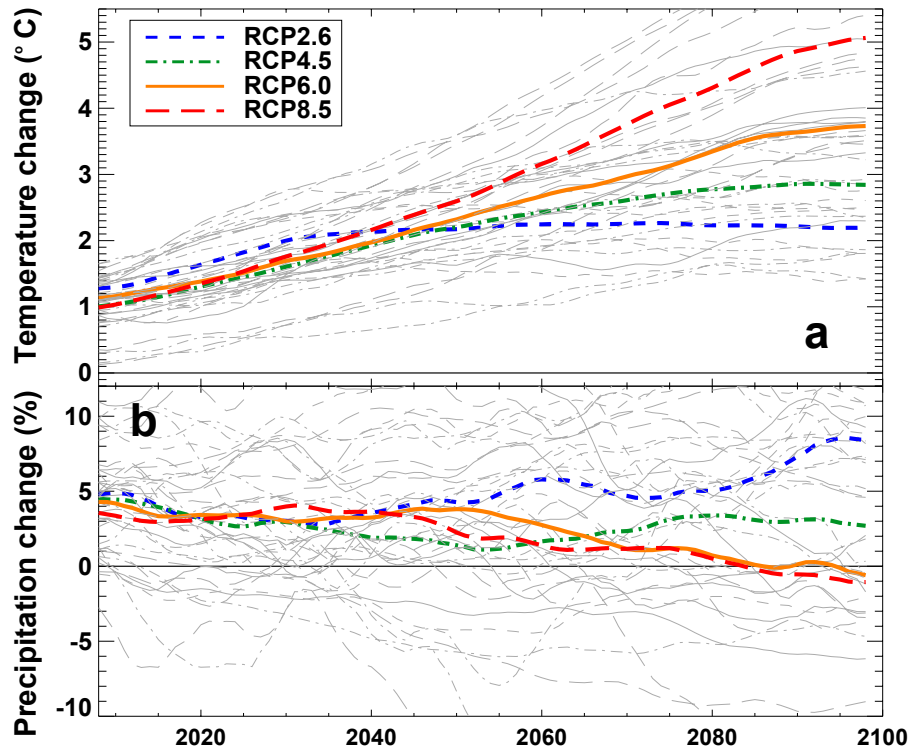 Temperature change (° C)
5
4
3
2
1
0
RCP2.6
RCP4.5
RCP6.0
RCP8.5
a
Precipitation change (%)
10
5
0
-5
-10
b
2020 2040 2060 2080 2100